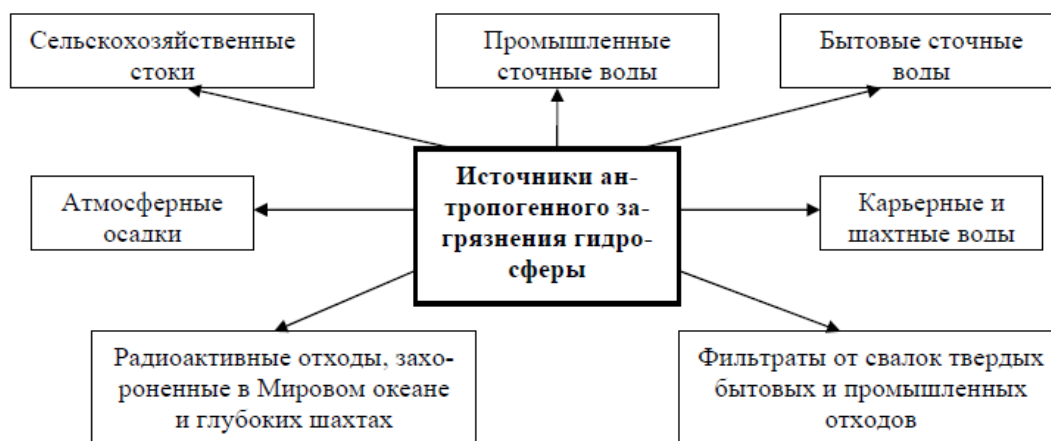 Сельскохозяйственные
стоки
Промышленные
сточные воды
Бытовые сточные
воды
Источники ан-
тропогенного за-
грязнения гидро-
сферы
Атмосферные
осадки
Карьерные и
шахтные воды
Радиоактивные отходы, захо-
роненные в Мировом океане
и глубоких шахтах
Фильтраты от свалок твердых
бытовых и промышленных
отходов